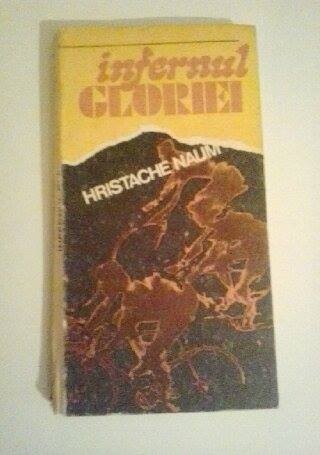 infernul
GLORIEI
HRISTACHE NAUM